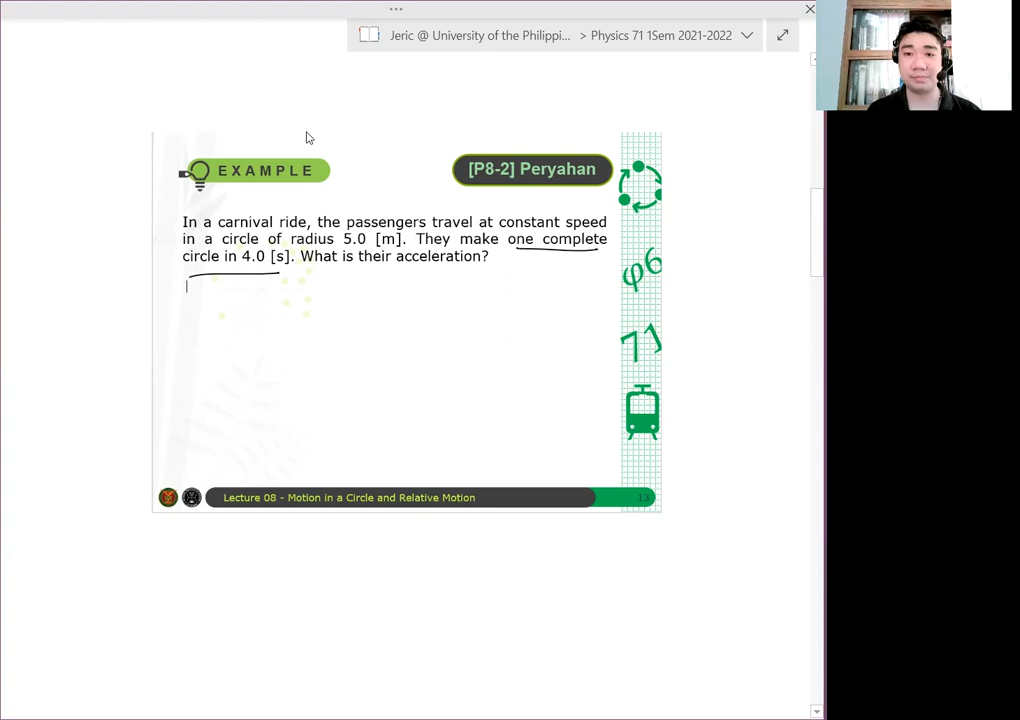 Jeric @ University of the Philippi... > Physics 71 1Sem 2021-2022
EXAMPLE
[P8-2] Peryahan
In a carnival ride, the passengers travel at constant speed
in a circle of radius 5.0 [m]. They make one complete
circle in 4.0 [s]. What is their acceleration?
φ6
71
Lecture 08 - Motion in a Circle and Relative Motion
13